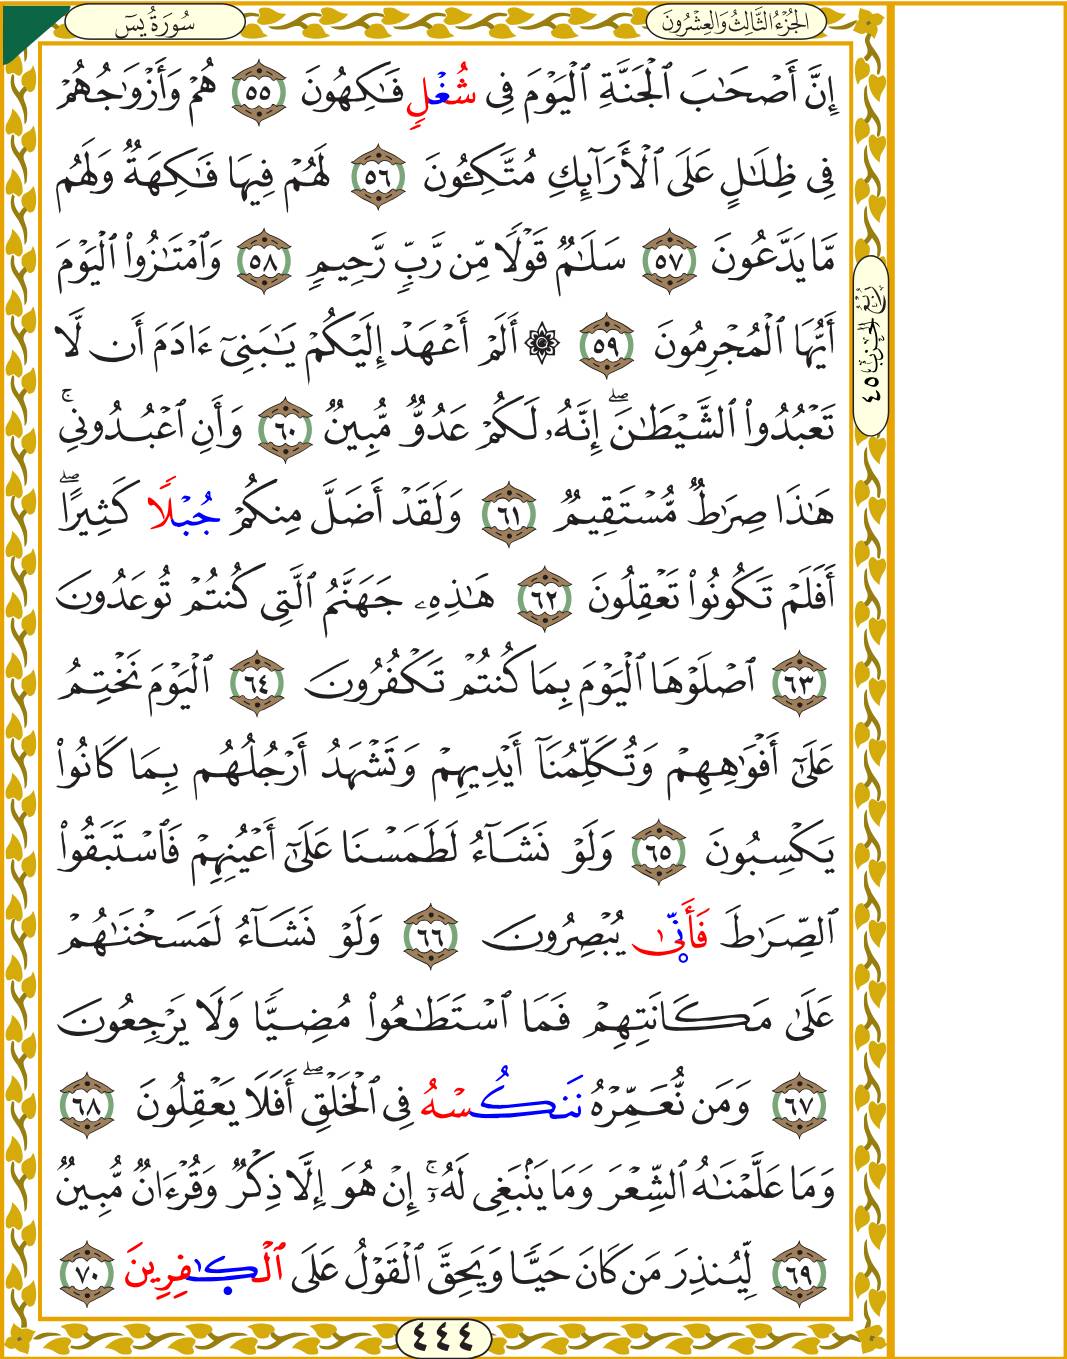 سُورَةُ يسٓ
الجُزْءُ الثَّالِثُ وَالعِشْرُونَ
إِنَّ أَصْحَٰبَ ٱلْجَنَّةِ ٱلْيَوْمَ فِى شُغْلٍ فَٰكِهُونَ ٥٥ هُمْ وَأَزْوَٰجُهُمْ
فِى ظِلَٰلٍ عَلَى ٱلْأَرَآئِكِ مُتَّكِـُٔونَ ٥٦ لَهُمْ فِيهَا فَٰكِهَةٌ وَلَهُم
مَّا يَدَّعُونَ ٥٧ سَلَٰمٌ قَوْلًا مِّن رَّبٍّ رَّحِيمٍ ٥٨ وَٱمْتَٰزُوا۟ ٱلْيَوْمَ
أَيُّهَا ٱلْمُجْرِمُونَ ٥٩ ۞ أَلَمْ أَعْهَدْ إِلَيْكُمْ يَٰبَنِىٓ ءَادَمَ أَن لَّا
تَعْبُدُوا۟ ٱلشَّيْطَٰنَ ۖ إِنَّهُۥ لَكُمْ عَدُوٌّ مُّبِينٌ ٦٠ وَأَنِ ٱعْبُدُونِى ۚ
هَٰذَا صِرَٰطٌ مُّسْتَقِيمٌ ٦١ وَلَقَدْ أَضَلَّ مِنكُمْ جُبْلًا كَثِيرًا ۖ
أَفَلَمْ تَكُونُوا۟ تَعْقِلُونَ ٦٢ هَٰذِهِۦ جَهَنَّمُ ٱلَّتِى كُنتُمْ تُوعَدُونَ
٦٣ ٱصْلَوْهَا ٱلْيَوْمَ بِمَا كُنتُمْ تَكْفُرُونَ ٦٤ ٱلْيَوْمَ نَخْتِمُ
عَلَىٰٓ أَفْوَٰهِهِمْ وَتُكَلِّمُنَآ أَيْدِيهِمْ وَتَشْهَدُ أَرْجُلُهُم بِمَا كَانُوا۟
يَكْسِبُونَ ٦٥ وَلَوْ نَشَآءُ لَطَمَسْنَا عَلَىٰٓ أَعْيُنِهِمْ فَٱسْتَبَقُوا۟
ٱلصِّرَٰطَ فَأَنَّىٰ يُبْصِرُونَ ٦٦ وَلَوْ نَشَآءُ لَمَسَخْنَٰهُمْ
عَلَىٰ مَكَانَتِهِمْ فَمَا ٱسْتَطَٰعُوا۟ مُضِيًّا وَلَا يَرْجِعُونَ
٦٧ وَمَن نُّعَمِّرْهُ نَنكُسْهُ فِى ٱلْخَلْقِ ۖ أَفَلَا يَعْقِلُونَ ٦٨
وَمَا عَلَّمْنَٰهُ ٱلشِّعْرَ وَمَا يَنۢبَغِى لَهُۥٓ ۚ إِنْ هُوَ إِلَّا ذِكْرٌ وَقُرْءَانٌ مُّبِينٌ
٦٩ لِّيُنذِرَ مَن كَانَ حَيًّا وَيَحِقَّ ٱلْقَوْلُ عَلَى ٱلْكَٰفِرِينَ ٧٠
رُبْعُ الحِزْبِ ٤٥
٤٤٤